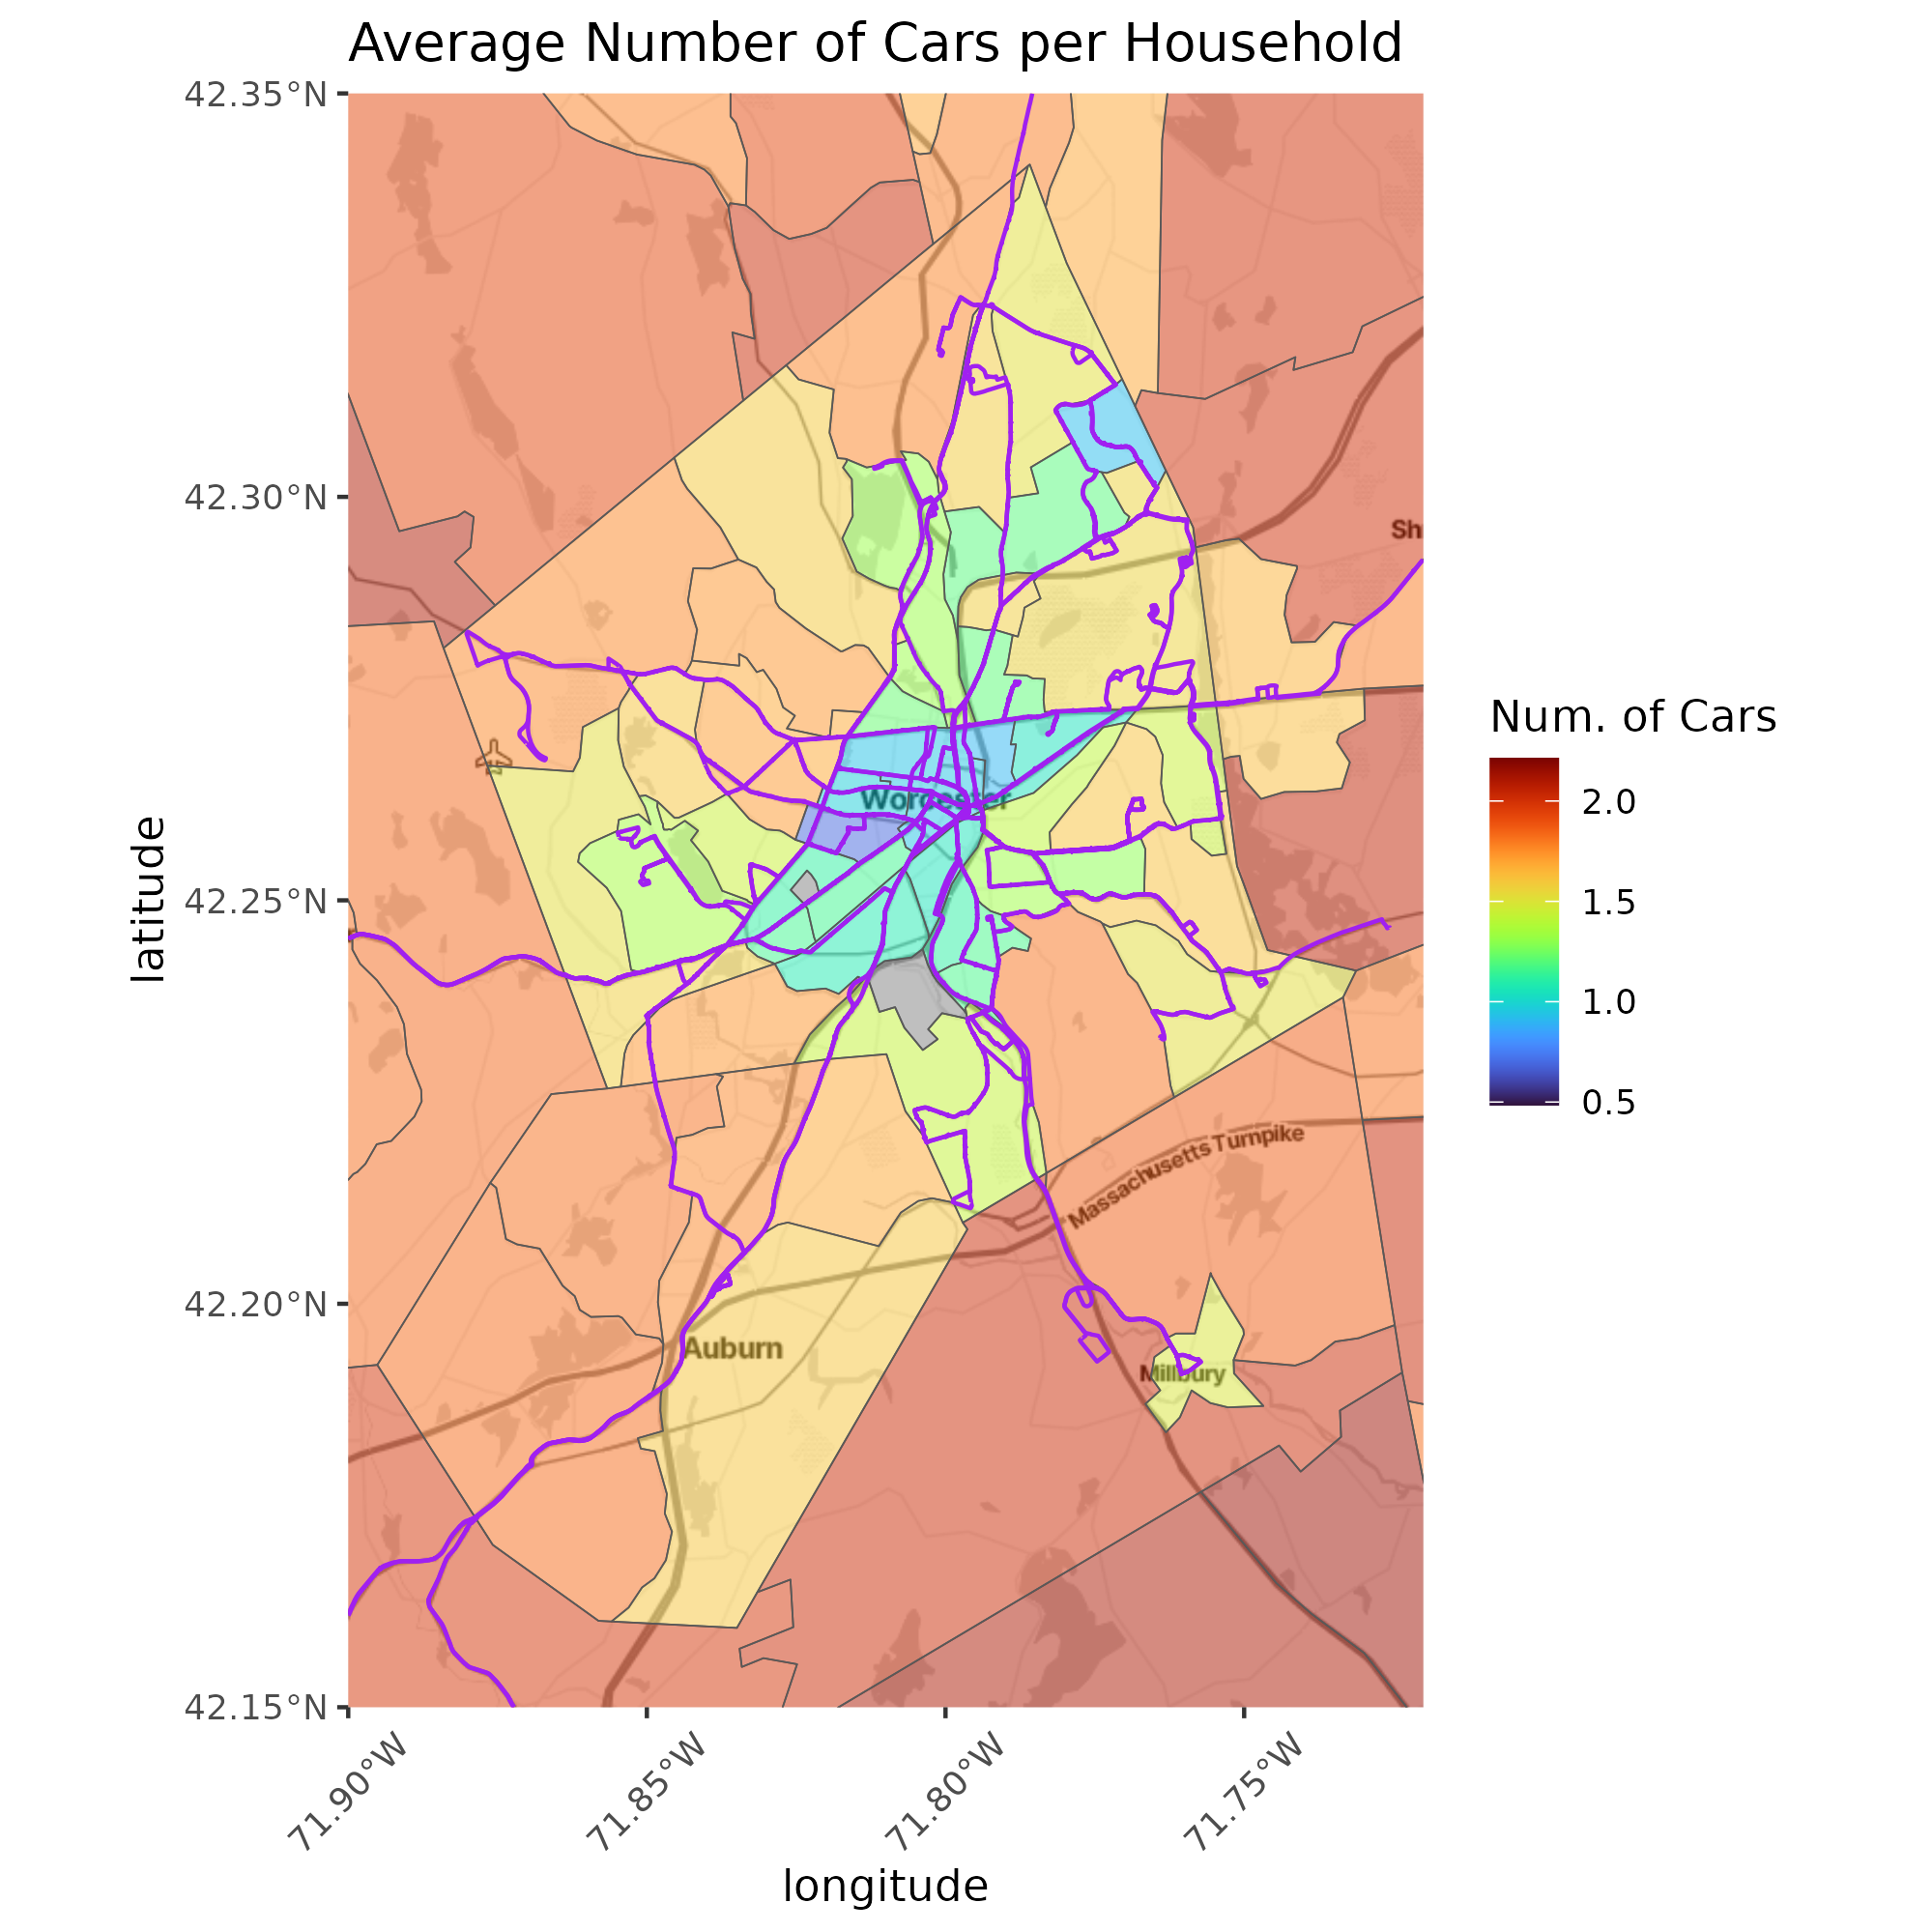 Average Number of Cars per Household
42.35°N
42.30°N
42.25°N
42.20°N
42.15°N
latitude
Sh
Worcester
Massachusetts Turnpike
Auburn
Millbury
71.90°W
71.85°W
71.80°W
71.75°W
longitude
Num. of Cars
2.0
1.5
1.0
0.5